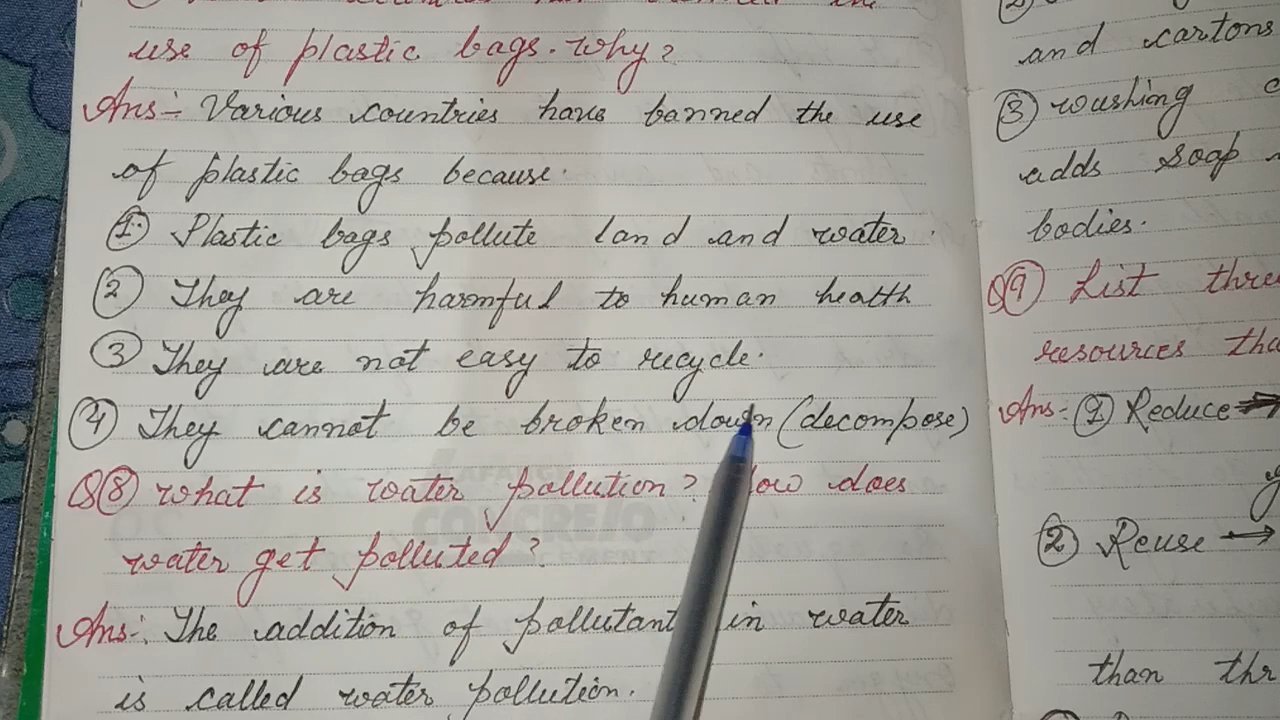 use of plastic bags. Why?
Ans:- Various countries have banned the use
of plastic bags because.
① Plastic bags pollute land and water.
② They are harmful to human health
③ They are not easy to recycle.
④ They cannot be broken down (decompose)
Q⑧ What is water pollution? How does
water get polluted?
Ans:- The addition of pollutant in water
is called water pollution.
②
and cartons
③ washing
adds soap
bodies.
Q⑨ List
resources
Ans- ① Reduce →
② Reuse →
than